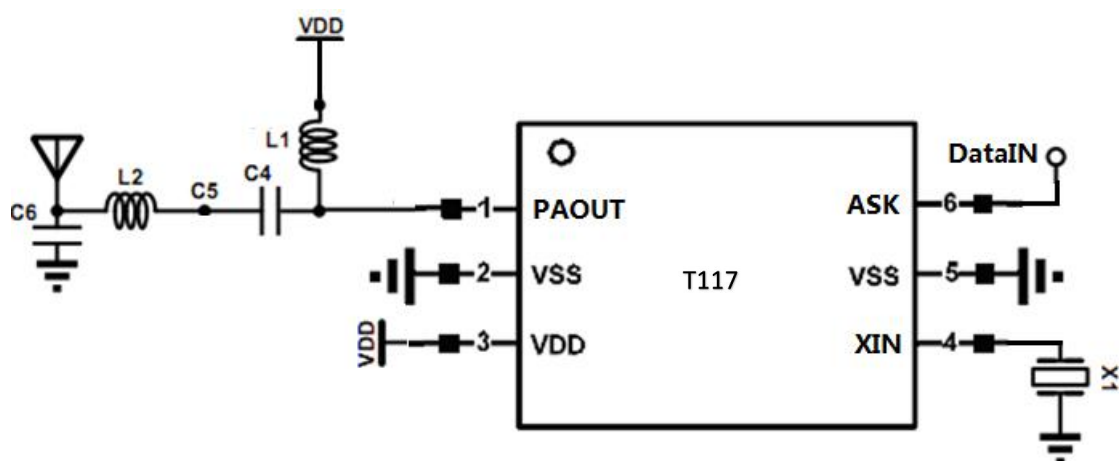 VDD
L1
C4
C5
L2
C6
DataIN
1
PAOUT
ASK
6
2
VSS
T117
VSS
5
VDD
3
VDD
XIN
4
X1